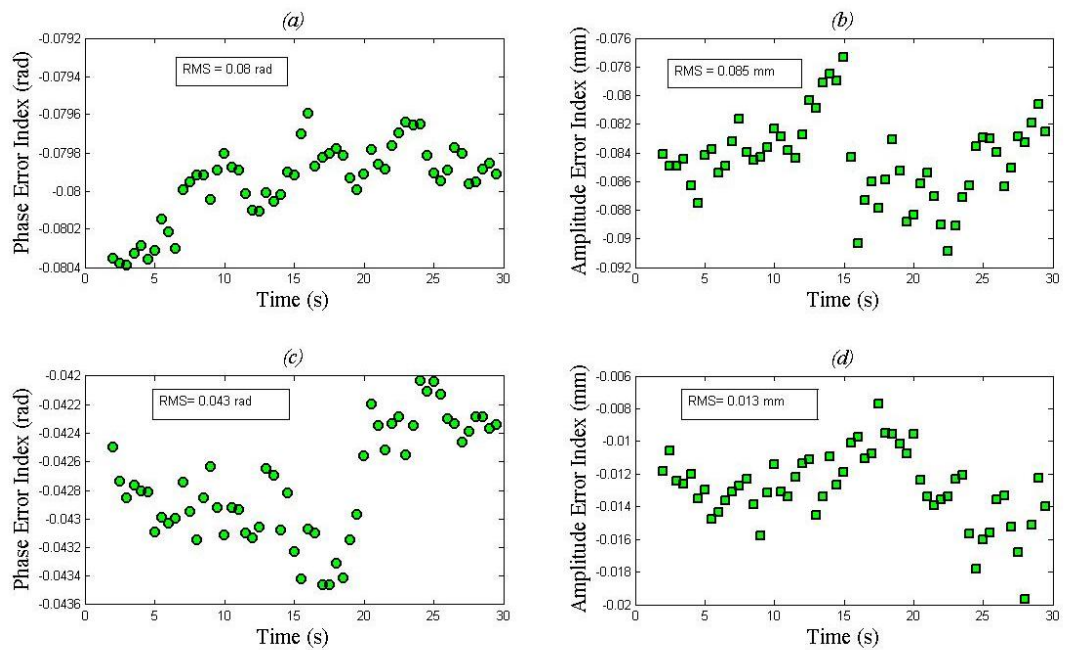 (a)
-0.0792
-0.0794
-0.0796
-0.0798
-0.08
-0.0802
-0.0804
Phase Error Index (rad)
RMS = 0.08 rad
0 5 10 15 20 25 30
Time (s)
(b)
-0.076
-0.078
-0.08
-0.082
-0.084
-0.086
-0.088
-0.09
-0.092
Amplitude Error Index (mm)
RMS = 0.085 mm
0 5 10 15 20 25 30
Time (s)
(c)
-0.042
-0.0422
-0.0424
-0.0426
-0.0428
-0.043
-0.0432
-0.0434
-0.0436
Phase Error Index (rad)
RMS= 0.043 rad
0 5 10 15 20 25 30
Time (s)
(d)
-0.006
-0.008
-0.01
-0.012
-0.014
-0.016
-0.018
-0.02
Amplitude Error Index (mm)
RMS= 0.013 mm
0 5 10 15 20 25 30
Time (s)